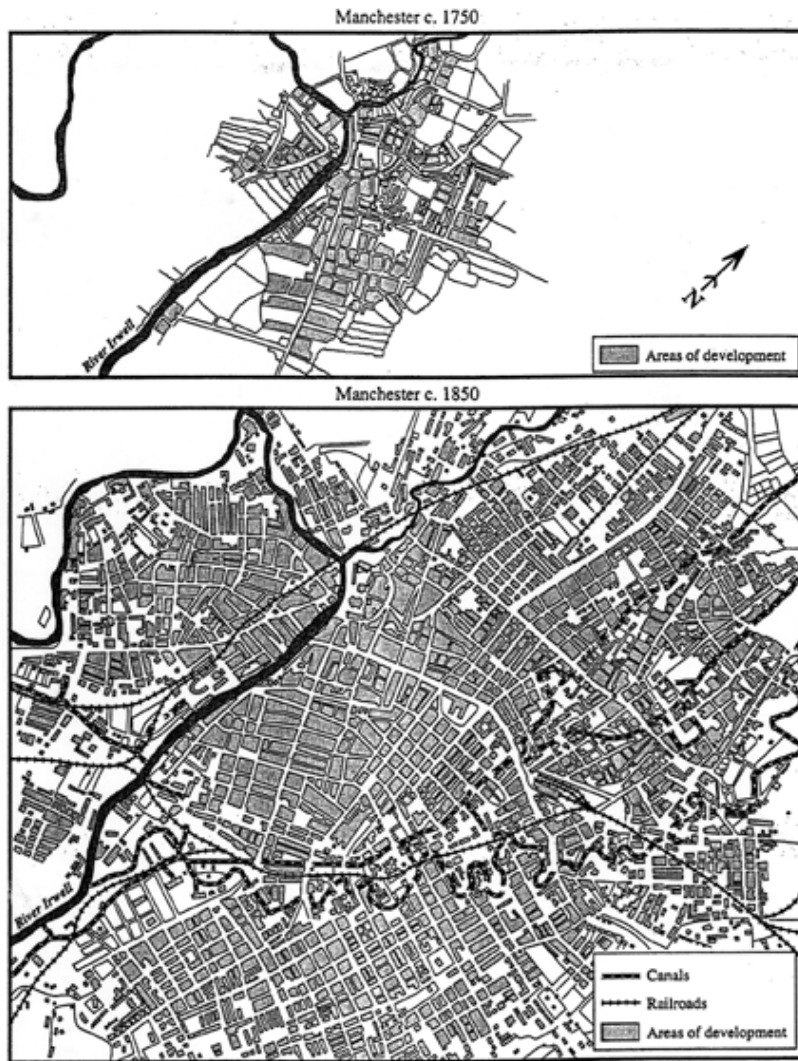 Manchester c. 1750
N
River Irwell
Areas of development
Manchester c. 1850
River Irwell
Canals
Railroads
Areas of development